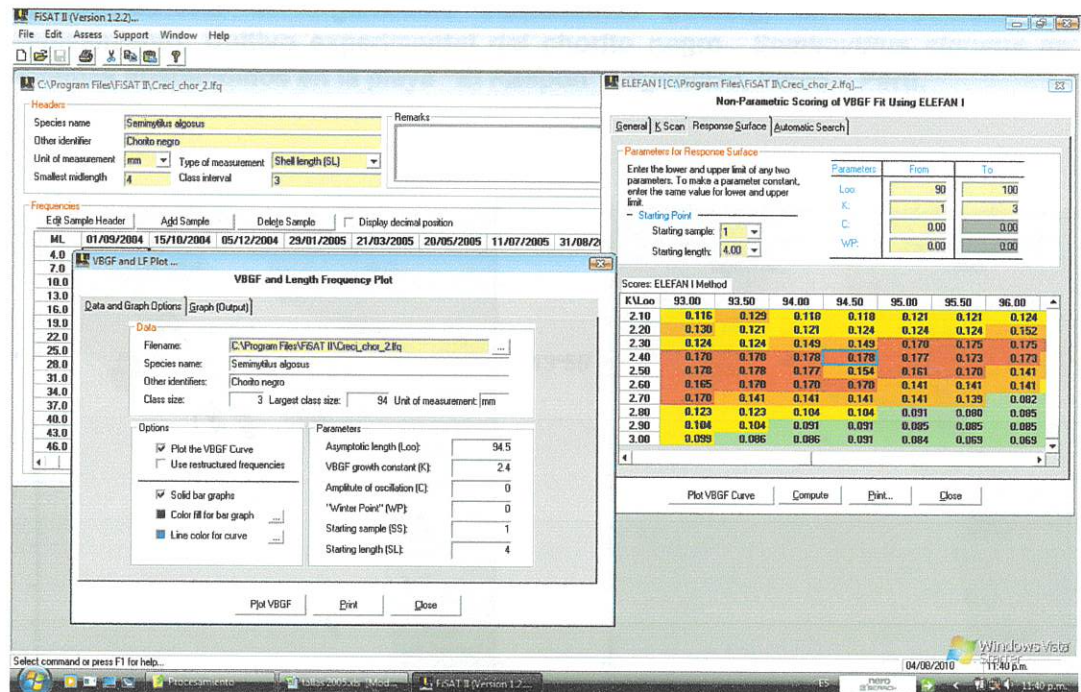 FiSAT II (Version 1.2.2)...
File Edit Assess Support Window Help
C:\Program Files\FiSAT II\Creci_chor_2.lfq
Headers
Species name Semimytilus algosus
Other identifier Chorito negro
Unit of measurement mm Type of measurement Shell length (SL)
Smallest midlength 4 Class interval 3
Remarks
Frequencies
Edit Sample Header Add Sample Delete Sample Display decimal position
ML 01/09/2004 15/10/2004 05/12/2004 29/01/2005 21/03/2005 20/05/2005 11/07/2005 31/08/2
4.0
7.0
10.0
13.0
16.0
19.0
22.0
25.0
28.0
31.0
34.0
37.0
40.0
43.0
46.0
VBGF and LF Plot ...
VBGF and Length Frequency Plot
Data and Graph Options Graph (Output)
Data
Filename: C:\Program Files\FiSAT II\Creci_chor_2.lfq ...
Species name: Semimytilus algosus
Other identifiers: Chorito negro
Class size: 3 Largest class size: 94 Unit of measurement: mm
Options
Plot the VBGF Curve
Use restructured frequencies
Solid bar graphs
Color fill for bar graph ...
Line color for curve ...
Parameters
Asymptotic length (Loo): 94.5
VBGF growth constant (K): 2.4
Amplitute of oscillation (C): 0
"Winter Point" (WP): 0
Starting sample (SS): 1
Starting length (SL): 4
Plot VBGF Print Close
ELEFAN I [C:\Program Files\FiSAT II\Creci_chor_2.lfq]...
Non-Parametric Scoring of VBGF Fit Using ELEFAN I
General K Scan Response Surface Automatic Search
Parameters for Response Surface
Enter the lower and upper limit of any two
parameters. To make a parameter constant,
enter the same value for lower and upper
limit.
Starting Point
Starting sample: 1
Starting length: 4.00
Parameters From To
Loo: 90 100
K: 1 3
C: 0.00 0.00
WP: 0.00 0.00
Scores: ELEFAN I Method
K\Loo 93.00 93.50 94.00 94.50 95.00 95.50 96.00
2.10 0.116 0.129 0.118 0.118 0.121 0.121 0.124
2.20 0.130 0.121 0.121 0.124 0.124 0.124 0.152
2.30 0.124 0.124 0.149 0.149 0.170 0.175 0.175
2.40 0.170 0.170 0.178 0.178 0.177 0.173 0.173
2.50 0.178 0.178 0.177 0.154 0.161 0.170 0.141
2.60 0.165 0.170 0.170 0.170 0.141 0.141 0.141
2.70 0.170 0.141 0.141 0.141 0.141 0.139 0.082
2.80 0.123 0.123 0.104 0.104 0.091 0.080 0.085
2.90 0.104 0.104 0.091 0.091 0.085 0.085 0.085
3.00 0.099 0.086 0.086 0.091 0.084 0.069 0.069
Plot VBGF Curve Compute Print... Close
Select command or press F1 for help...
Windows Vista
Starter
04/08/2010 11:40 p.m.
Procesamiento tallas 2005.xls [Mod... FiSAT II (Version 1.2.... ES nero 11:40 p.m.